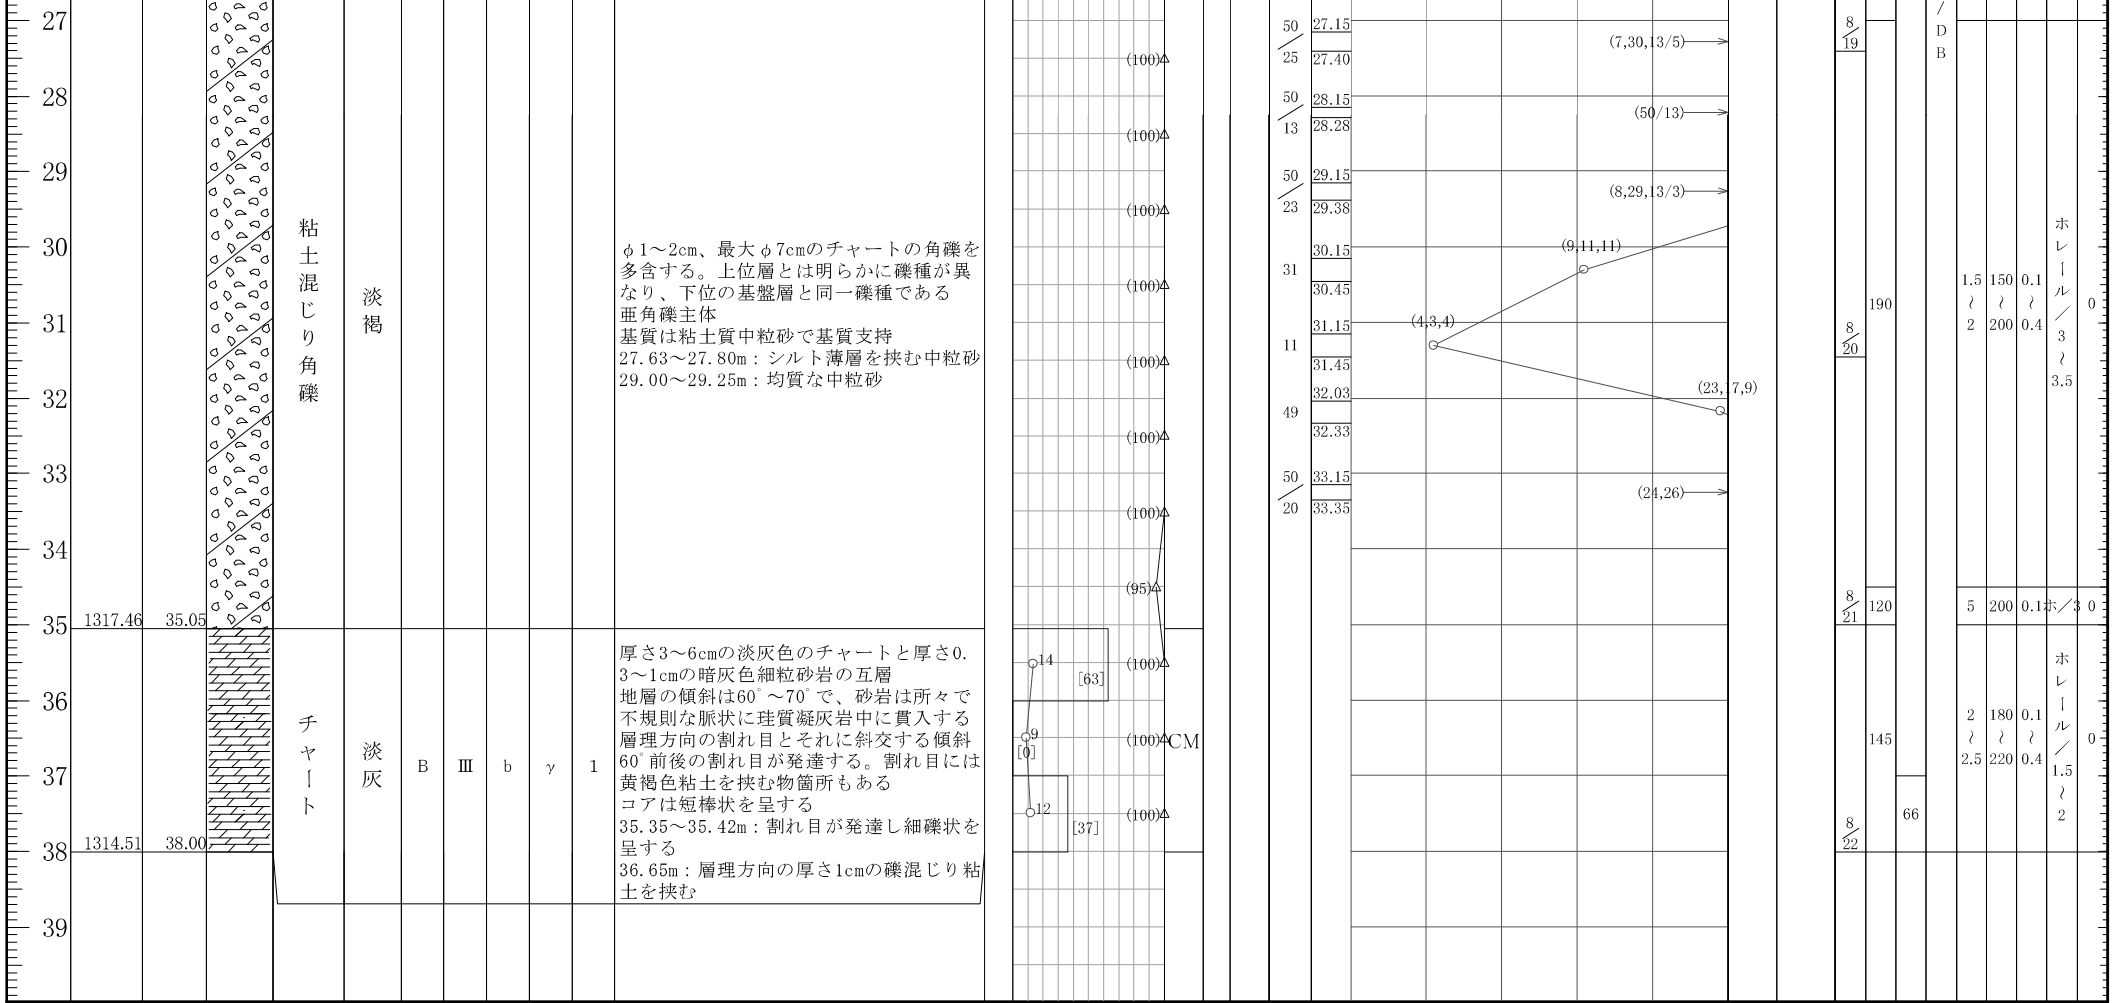 27
28
29
30
31
32
33
34
35
36
37
38
39
1317.46
35.05
1314.51
38.00
粘土混じり角礫
チャート
淡褐
淡灰
B
Ⅲ
b
γ
1
φ1～2cm、最大φ7cmのチャートの角礫を
多含する。上位層とは明らかに礫種が異
なり、下位の基盤層と同一礫種である
亜角礫主体
基質は粘土質中粒砂で基質支持
27.63～27.80m：シルト薄層を挟む中粒砂
29.00～29.25m：均質な中粒砂
厚さ3～6cmの淡灰色のチャートと厚さ0.
3～1cmの暗灰色細粒砂岩の互層
地層の傾斜は60°～70°で、砂岩は所々で
不規則な脈状に珪質凝灰岩中に貫入する
層理方向の割れ目とそれに斜交する傾斜
60°前後の割れ目が発達する。割れ目には
黄褐色粘土を挟む物箇所もある
コアは短棒状を呈する
35.35～35.42m：割れ目が発達し細礫状を
呈する
36.65m：層理方向の厚さ1cmの礫混じり粘
土を挟む
(100)
(100)
(100)
(100)
(100)
(100)
(100)
(95)
(100)
(100)
(100)
14
[63]
9
[0]
12
[37]
CM
50／25
27.15
27.40
50／13
28.15
28.28
50／23
29.15
29.38
31
30.15
30.45
11
31.15
31.45
49
32.03
32.33
50／20
33.15
33.35
(7,30,13/5)
(50/13)
(8,29,13/3)
(9,11,11)
(4,3,4)
(23,17,9)
(24,26)
8／19
8／20
8／21
8／22
190
120
145
66
/DB
1.5～2
150～200
0.1～0.4
ホレール／3～3.5
0
5
200
0.1
ホ／3
0
2～2.5
180～220
0.1～0.4
ホレール／1.5～2
0